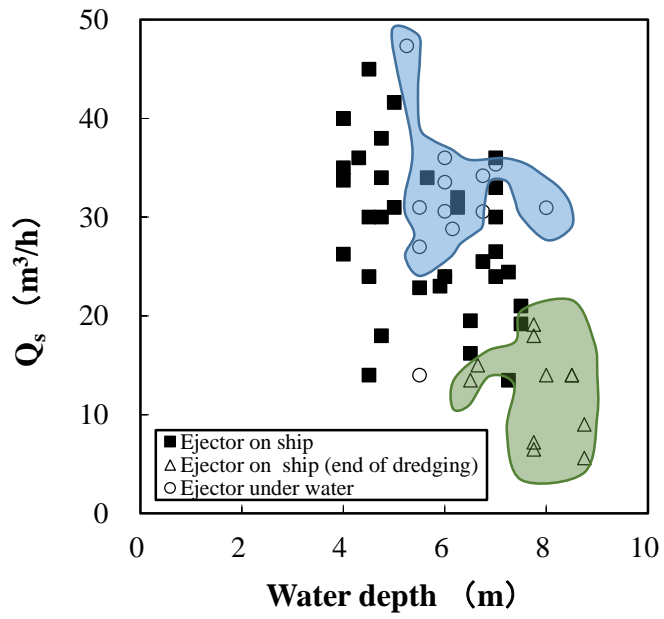 50
40
30
20
10
0
Qs （m³/h）
Ejector on ship
Ejector on ship (end of dredging)
Ejector under water
0 2 4 6 8 10
Water depth （m）